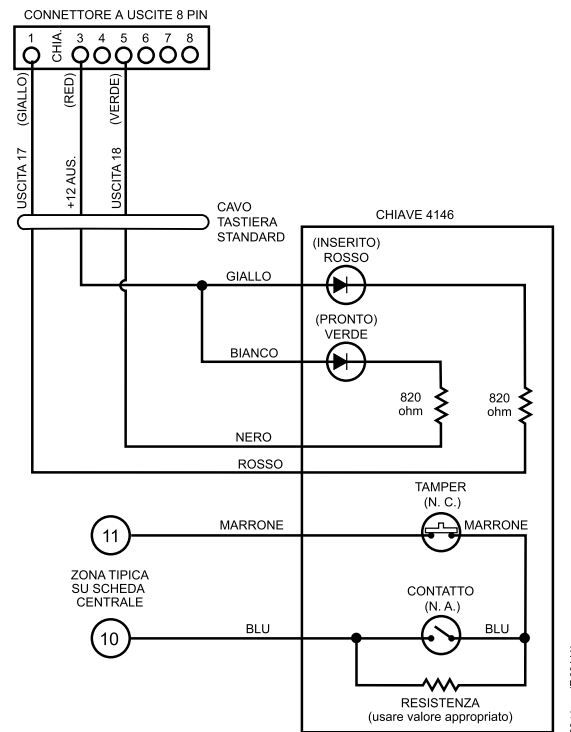 CONNETTORE A USCITE 8 PIN
1 CHIA. 3 4 5 6 7 8
(GIALLO)
(RED)
(VERDE)
USCITA 17
+12 AUS.
USCITA 18
CAVO
TASTIERA
STANDARD
CHIAVE 4146
(INSERITO)
ROSSO
GIALLO
(PRONTO)
VERDE
BIANCO
820
ohm
820
ohm
NERO
ROSSO
TAMPER
(N. C.)
11
MARRONE
MARRONE
ZONA TIPICA
SU SCHEDA
CENTRALE
CONTATTO
(N. A.)
10
BLU
BLU
RESISTENZA
(usare valore appropriato)